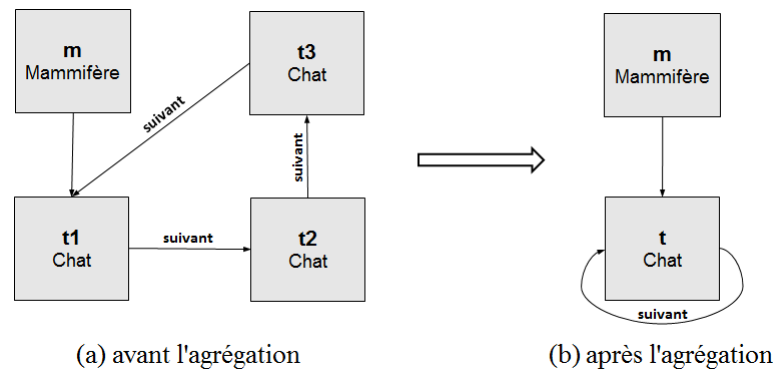 m
Mammifère
t3
Chat
suivant
suivant
t1
Chat
suivant
t2
Chat
(a) avant l'agrégation
m
Mammifère
t
Chat
suivant
(b) après l'agrégation